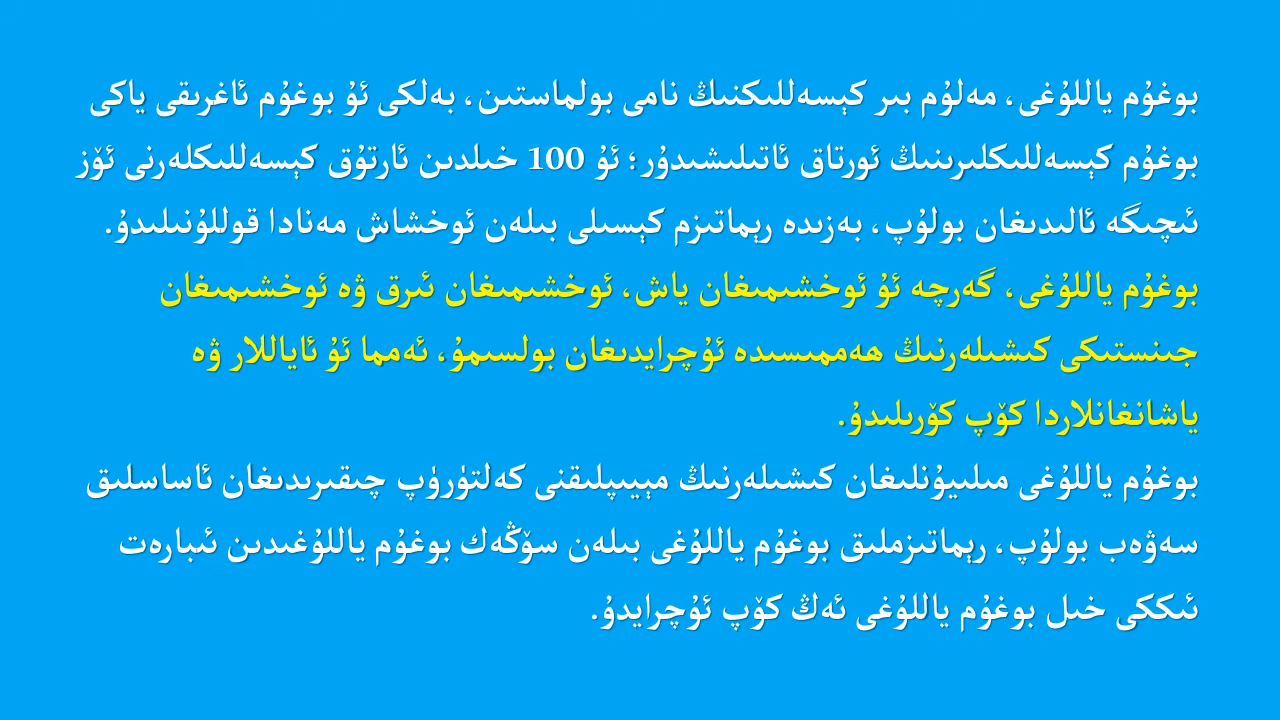 بوغۇم ياللۇغى، مەلۇم بىر كېسەللىكنىڭ نامى بولماستىن، بەلكى ئۇ بوغۇم ئاغرىقى ياكى
بوغۇم كېسەللىكلىرىنىڭ ئورتاق ئاتىلىشىدۇر؛ ئۇ 100 خىلدىن ئارتۇق كېسەللىكلەرنى ئۆز
ئىچىگە ئالىدىغان بولۇپ، بەزىدە رېماتىزم كېسىلى بىلەن ئوخشاش مەنادا قوللۇنىلىدۇ.
بوغۇم ياللۇغى، گەرچە ئۇ ئوخشىمىغان ياش، ئوخشىمىغان ئىرق ۋە ئوخشىمىغان
جىنىستىكى كىشىلەرنىڭ ھەممىسىدە ئۇچرايدىغان بولسىمۇ، ئەمما ئۇ ئاياللار ۋە
ياشانغانلاردا كۆپ كۆرىلىدۇ.
بوغۇم ياللۇغى مىليىۇنلىغان كىشىلەرنىڭ مېيىپلىقنى كەلتۈرۈپ چىقىرىدىغان ئاساسلىق
سەۋەب بولۇپ، رېماتىزملىق بوغۇم ياللۇغى بىلەن سۆڭەك بوغۇم ياللۇغىدىن ئىبارەت
ئىككى خىل بوغۇم ياللۇغى ئەڭ كۆپ ئۇچرايدۇ.